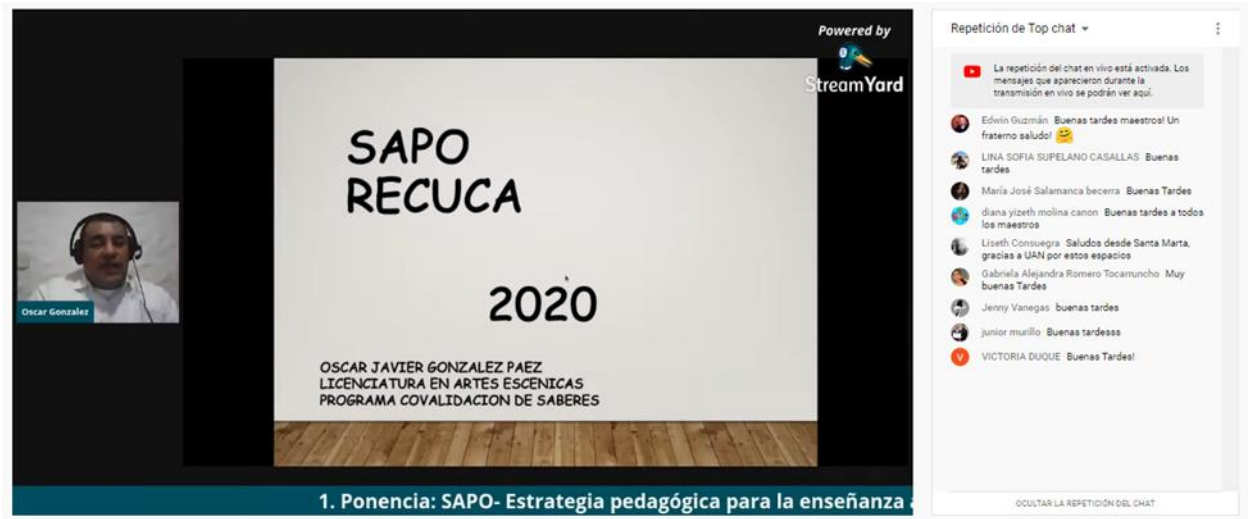 Powered by
StreamYard
SAPO
RECUCA
2020
OSCAR JAVIER GONZALEZ PAEZ
LICENCIATURA EN ARTES ESCENICAS
PROGRAMA COVALIDACION DE SABERES
Oscar Gonzalez
1. Ponencia: SAPO- Estrategia pedagógica para la enseñanza
Repetición de Top chat
La repetición del chat en vivo está activada. Los
mensajes que aparecieron durante la
transmisión en vivo se podrán ver aquí.
Edwin Guzmán Buenas tardes maestros! Un
fraterno saludo! 🤗
LINA SOFIA SUPELANO CASALLAS Buenas
tardes
María José Salamanca becerra Buenas Tardes
diana yizeth molina canon Buenas tardes a todos
los maestros
Liseth Consuegra Saludos desde Santa Marta,
gracias a UAN por estos espacios
Gabriela Alejandra Romero Tocarruncho Muy
buenas Tardes
Jenny Vanegas buenas tardes
junior murillo Buenas tardesss
V
VICTORIA DUQUE Buenas Tardes!
OCULTAR LA REPETICIÓN DEL CHAT